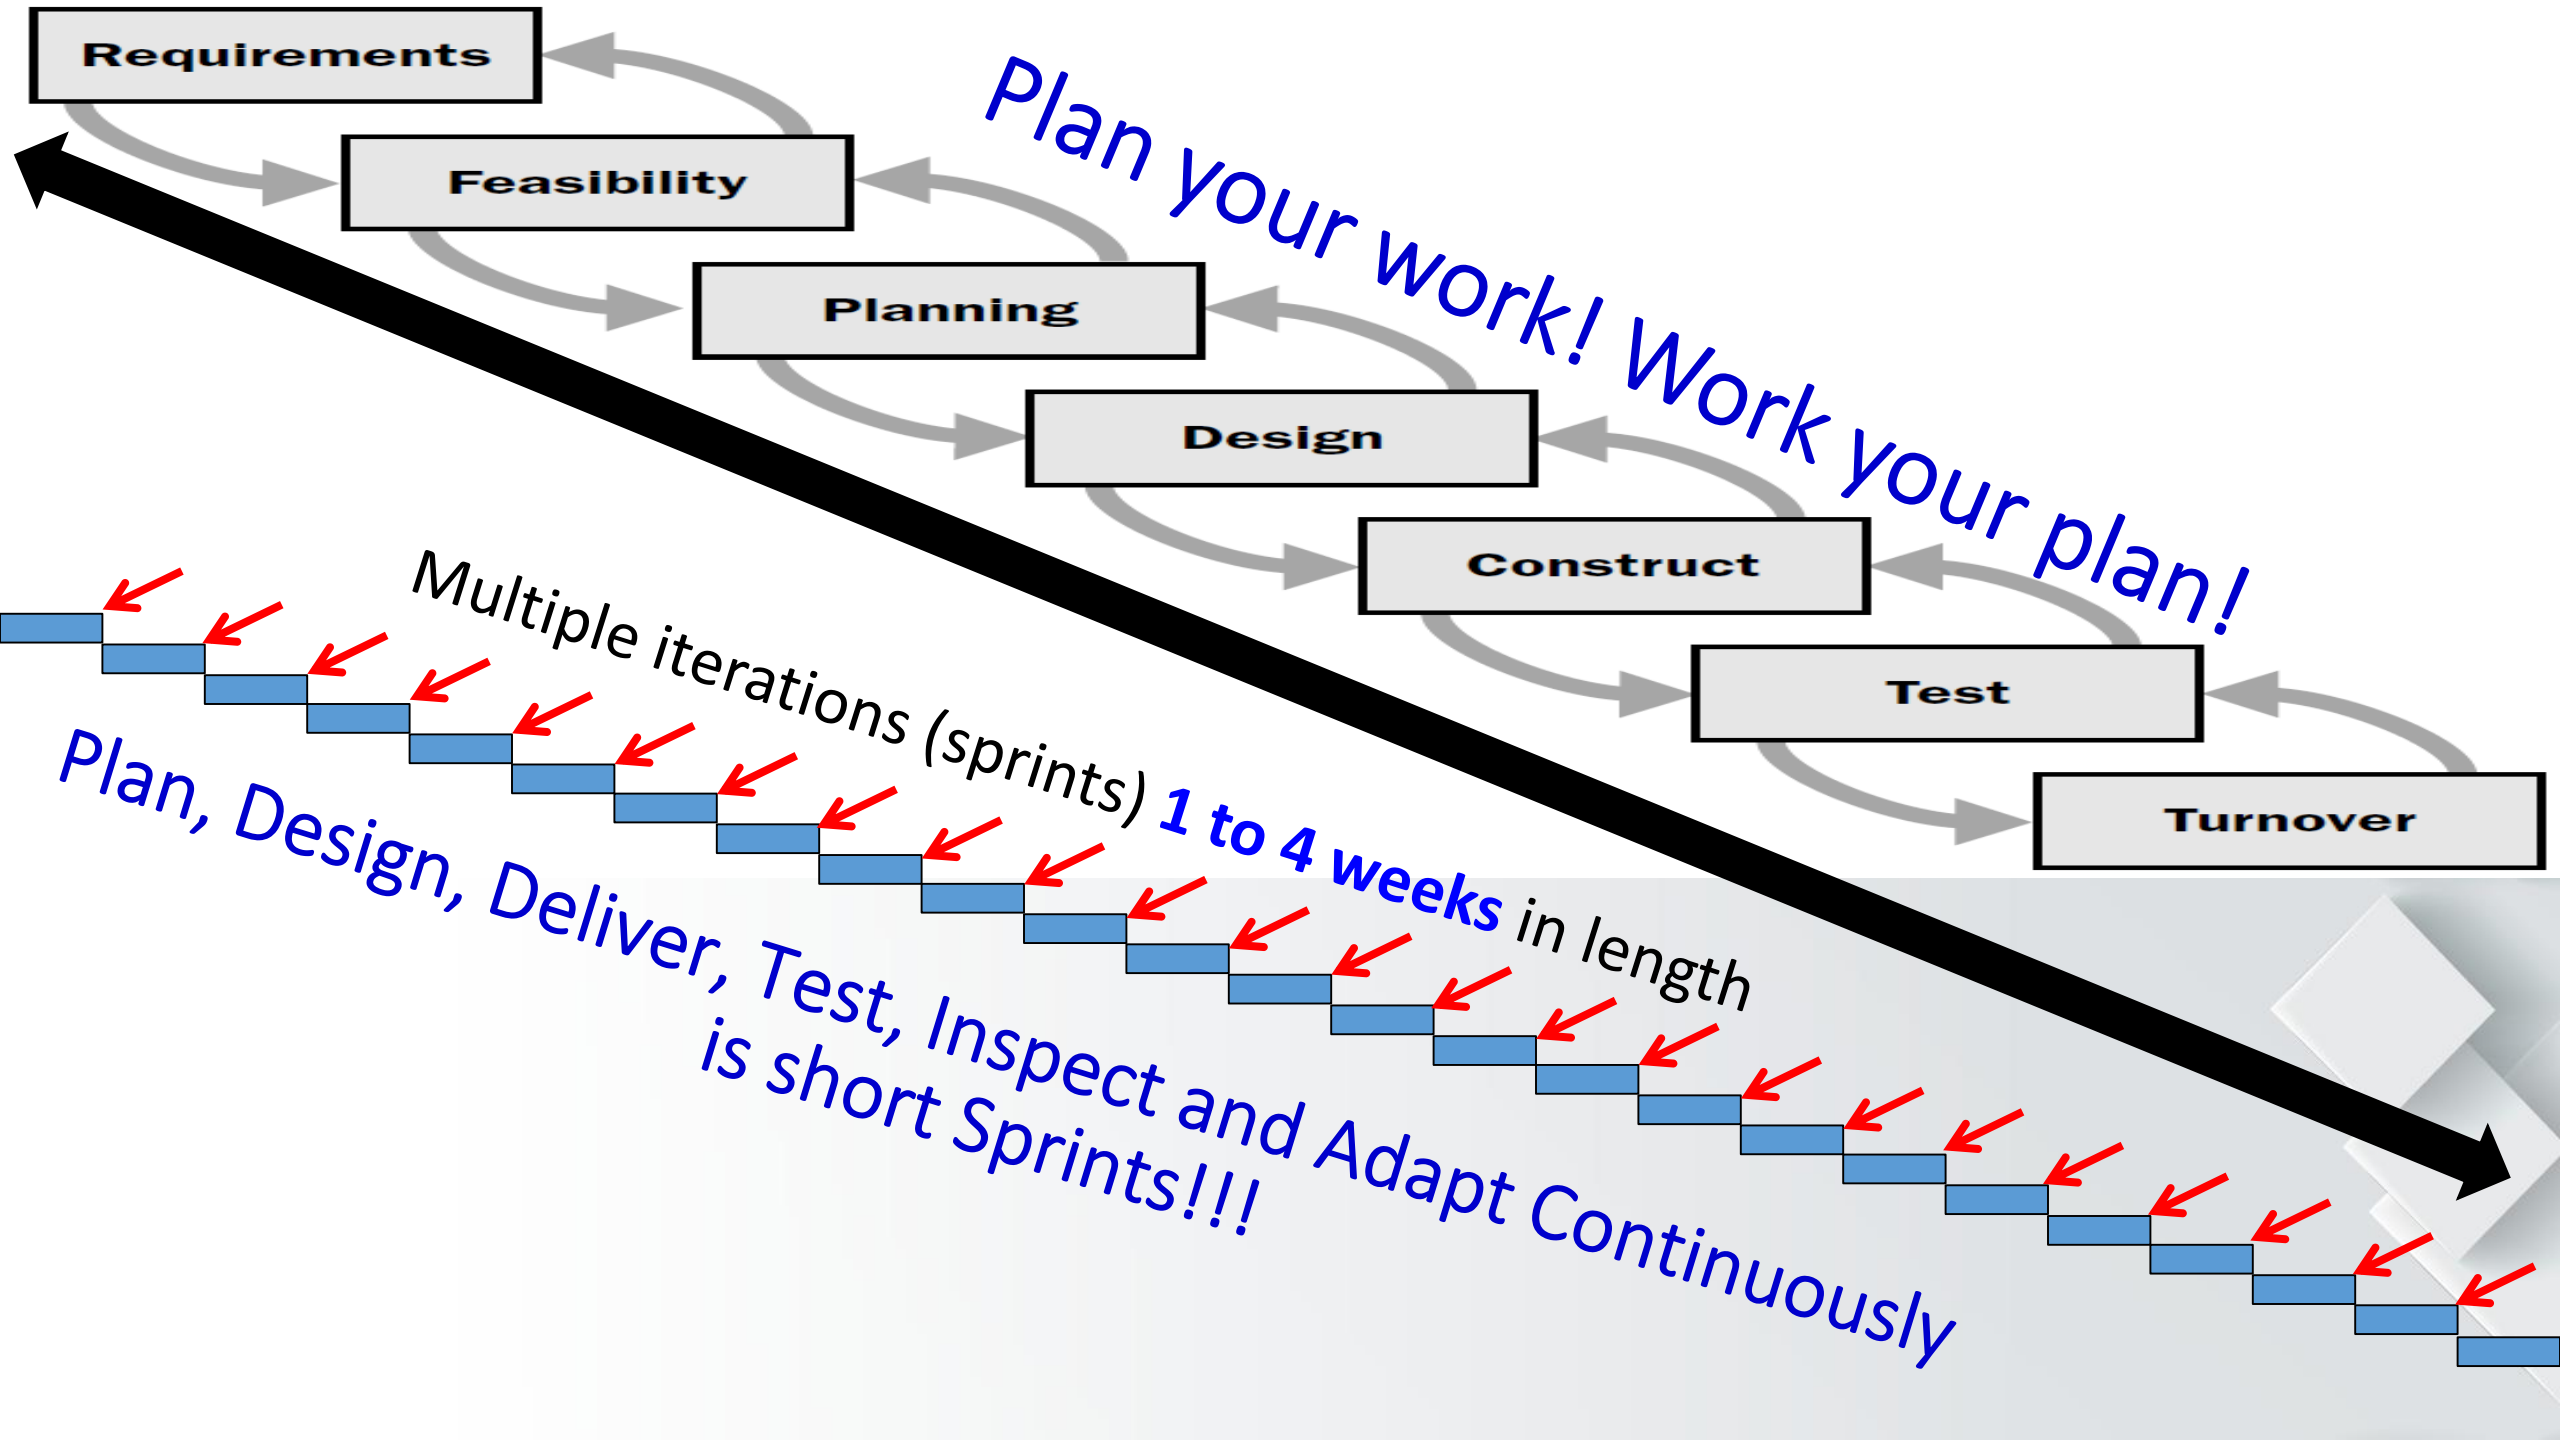 Requirements
Feasibility
Planning
Design
Construct
Test
Turnover
Plan your work! Work your plan!
Multiple iterations (sprints) 1 to 4 weeks in length
Plan, Design, Deliver, Test, Inspect and Adapt Continuously
is short Sprints!!!